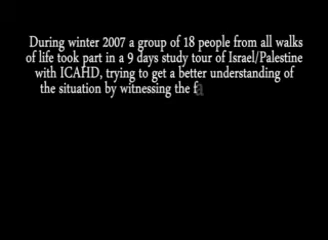 During winter 2007 a group of 18 people from all walks
of life took part in a 9 days study tour of Israel/Palestine
with ICAHD, trying to get a better understanding of
the situation by witnessing the fa